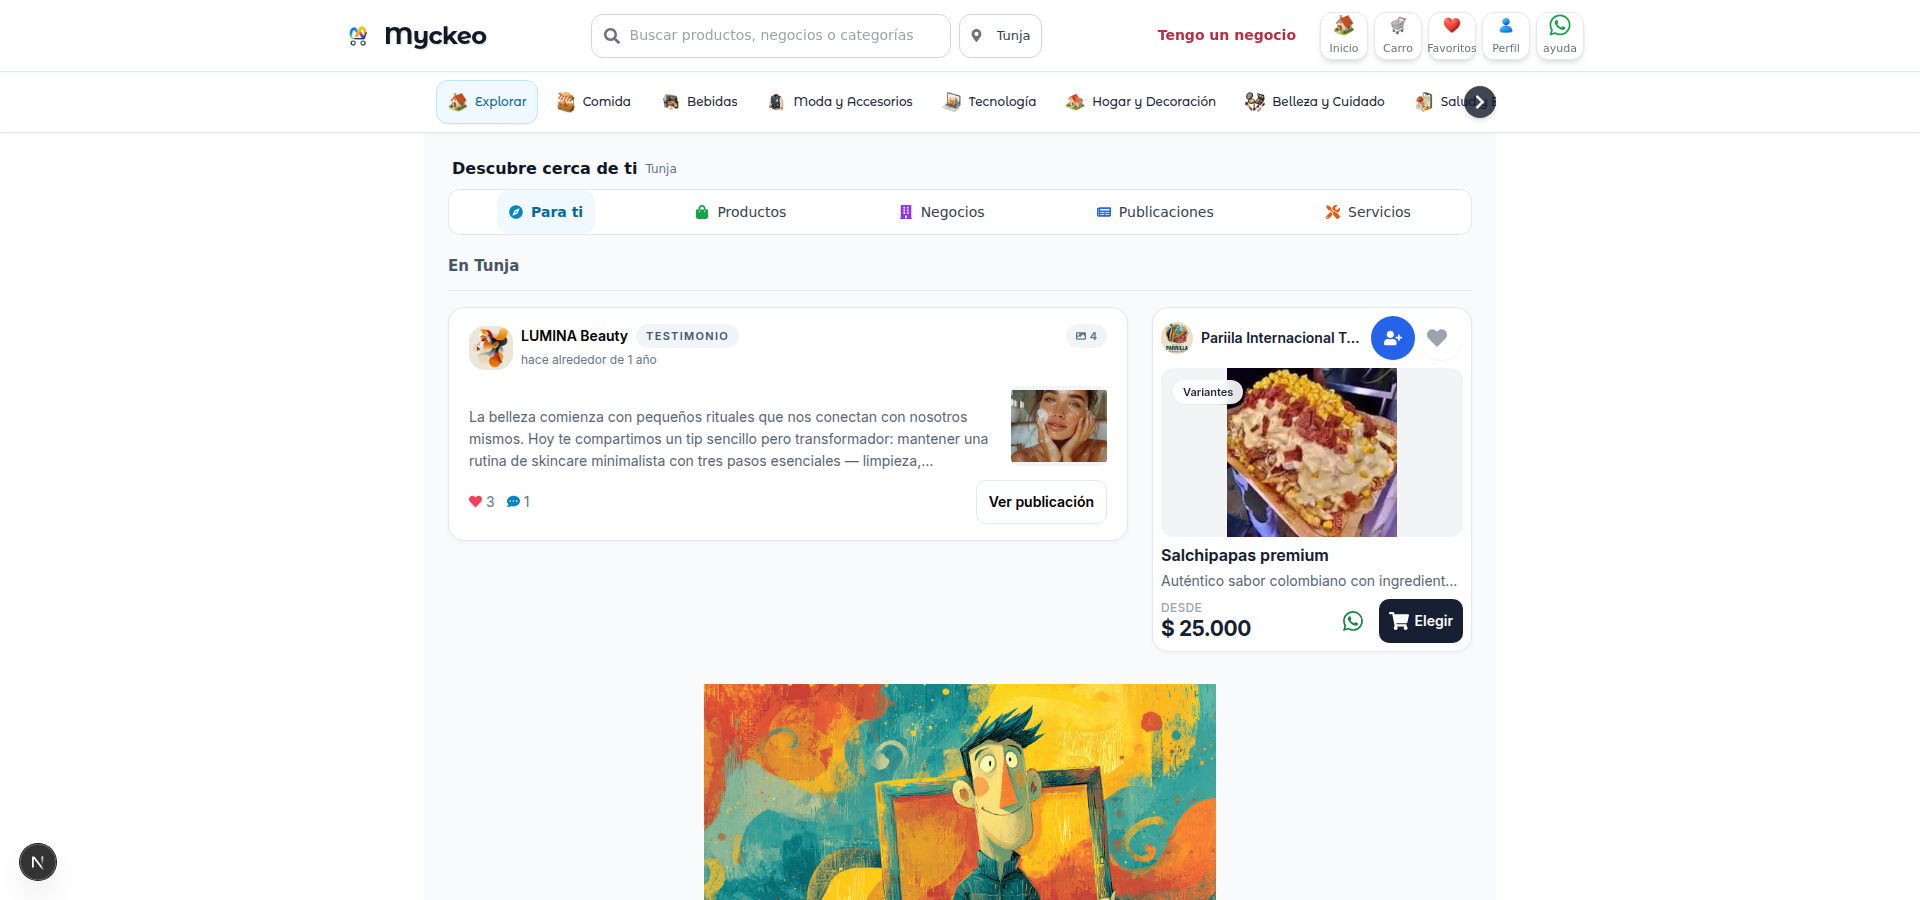 Myckeo
Buscar productos, negocios o categorías
Tunja
Tengo un negocio
Inicio
Carro
Favoritos
Perfil
ayuda
Explorar
Comida
Bebidas
Moda y Accesorios
Tecnología
Hogar y Decoración
Belleza y Cuidado
Descubre cerca de ti Tunja
Para ti
Productos
Negocios
Publicaciones
Servicios
En Tunja
LUMINA Beauty TESTIMONIO
4
hace alrededor de 1 año
La belleza comienza con pequeños rituales que nos conectan con nosotros
mismos. Hoy te compartimos un tip sencillo pero transformador: mantener una
rutina de skincare minimalista con tres pasos esenciales — limpieza,...
3 1
Ver publicación
Pariila Internacional T...
Variantes
Salchipapas premium
Auténtico sabor colombiano con ingredient...
DESDE
$ 25.000
Elegir
N